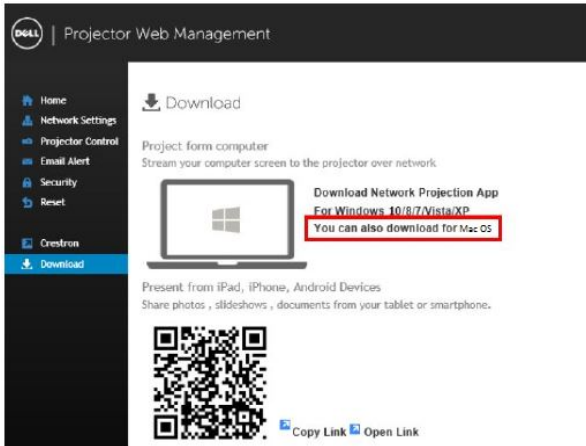 DELL | Projector Web Management
Home
Network Settings
Projector Control
Email Alert
Security
Reset
Crestron
Download
Download
Project form computer
Stream your computer screen to the projector over network
Download Network Projection App
For Windows 10/8/7/Vista/XP
You can also download for Mac OS
Present from iPad, iPhone, Android Devices
Share photos , slideshows , documents from your tablet or smartphone.
Copy Link Open Link